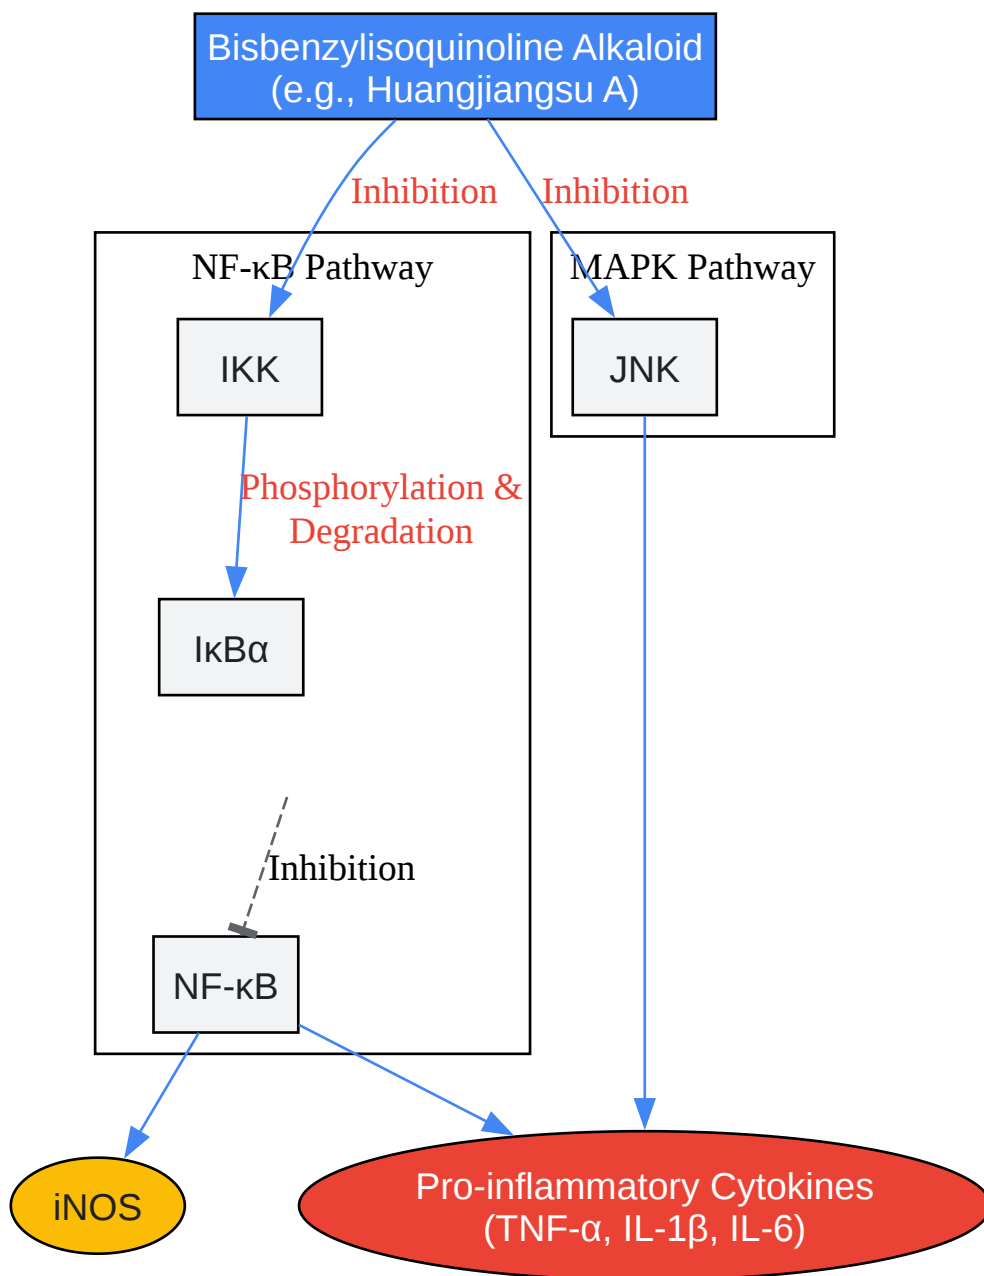 Bisbenzylisoquinoline Alkaloid
(e.g., Huangjiangsu A)
Inhibition
Inhibition
NF-κB Pathway
MAPK Pathway
IKK
JNK
Phosphorylation &
Degradation
IκBα
Inhibition
NF-κB
iNOS
Pro-inflammatory Cytokines
(TNF-α, IL-1β, IL-6)